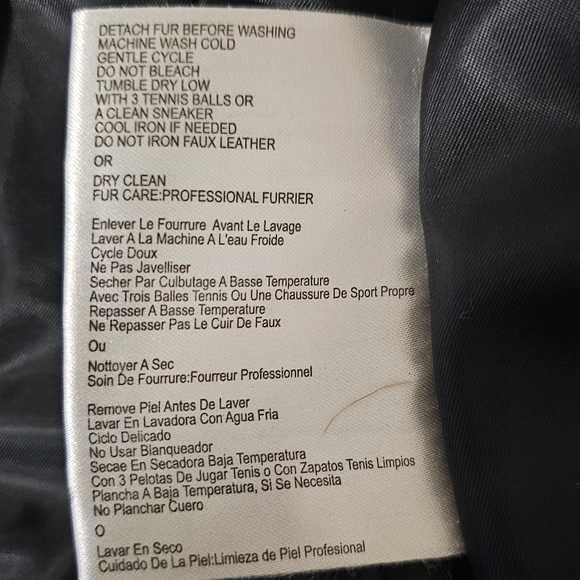 DETACH FUR BEFORE WASHING
MACHINE WASH COLD
GENTLE CYCLE
DO NOT BLEACH
TUMBLE DRY LOW
WITH 3 TENNIS BALLS OR
A CLEAN SNEAKER
COOL IRON IF NEEDED
DO NOT IRON FAUX LEATHER
OR
DRY CLEAN
FUR CARE:PROFESSIONAL FURRIER
Enlever Le Fourrure Avant Le Lavage
Laver A La Machine A L'eau Froide
Cycle Doux
Ne Pas Javelliser
Secher Par Culbutage A Basse Temperature
Avec Trois Balles Tennis Ou Une Chaussure De Sport Propre
Repasser A Basse Temperature
Ne Repasser Pas Le Cuir De Faux
Ou
Nottoyer A Sec
Soin De Fourrure:Fourreur Professionnel
Remove Piel Antes De Laver
Lavar En Lavadora Con Agua Fria
Ciclo Delicado
No Usar Blanqueador
Secae En Secadora Baja Temperatura
Con 3 Pelotas De Jugar Tenis o Con Zapatos Tenis Limpios
Plancha A Baja Temperatura, Si Se Necesita
No Planchar Cuero
O
Lavar En Seco
Cuidado De La Piel:Limieza de Piel Profesional